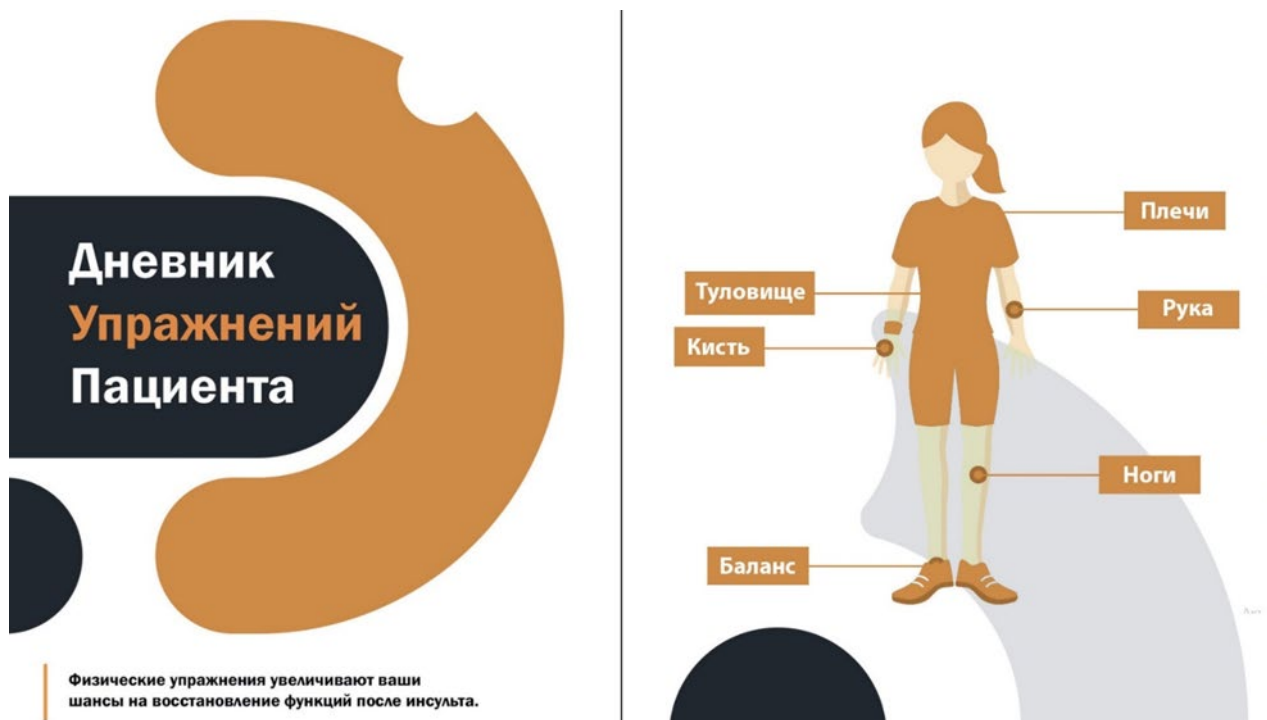 Дневник
Упражнений
Пациента
Физические упражнения увеличивают ваши
шансы на восстановление функций после инсульта.
Плечи
Туловище
Рука
Кисть
Ноги
Баланс